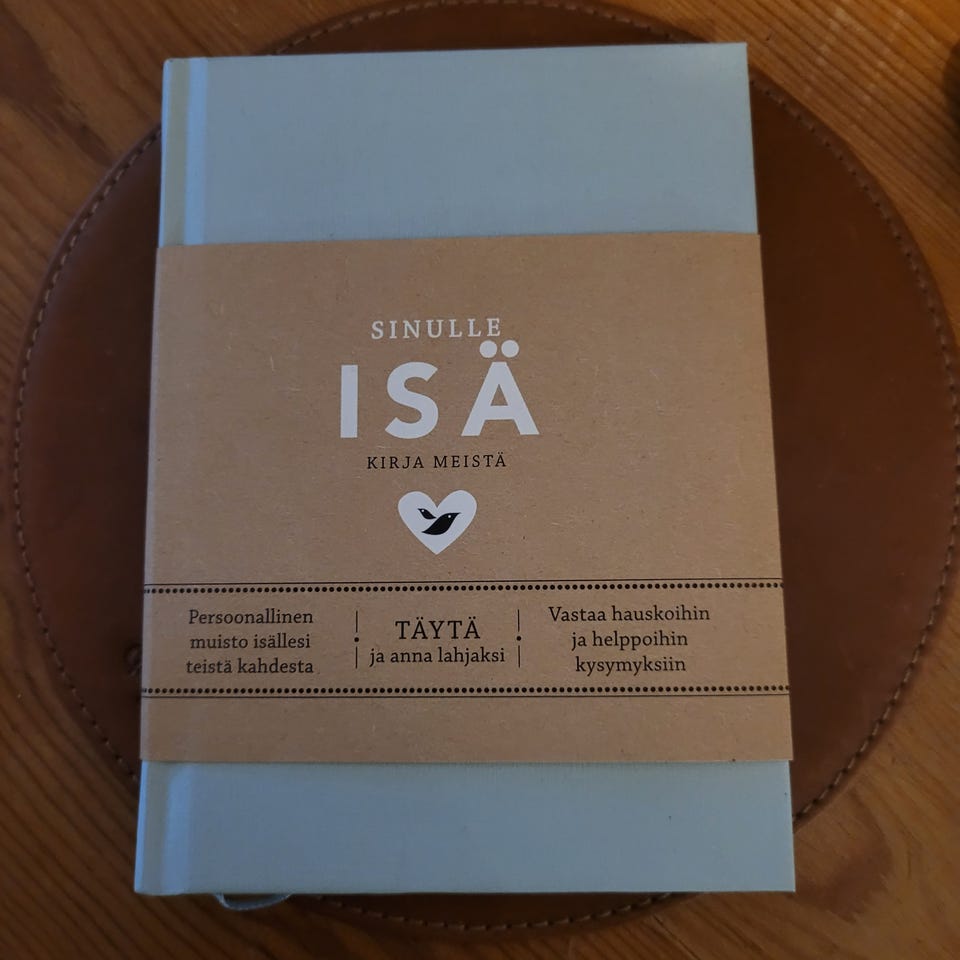 SINULLE
ISÄ
KIRJA MEISTÄ
Persoonallinen
muisto isällesi
teistä kahdesta
TÄYTÄ
ja anna lahjaksi
Vastaa hauskoihin
ja helppoihin
kysymyksiin